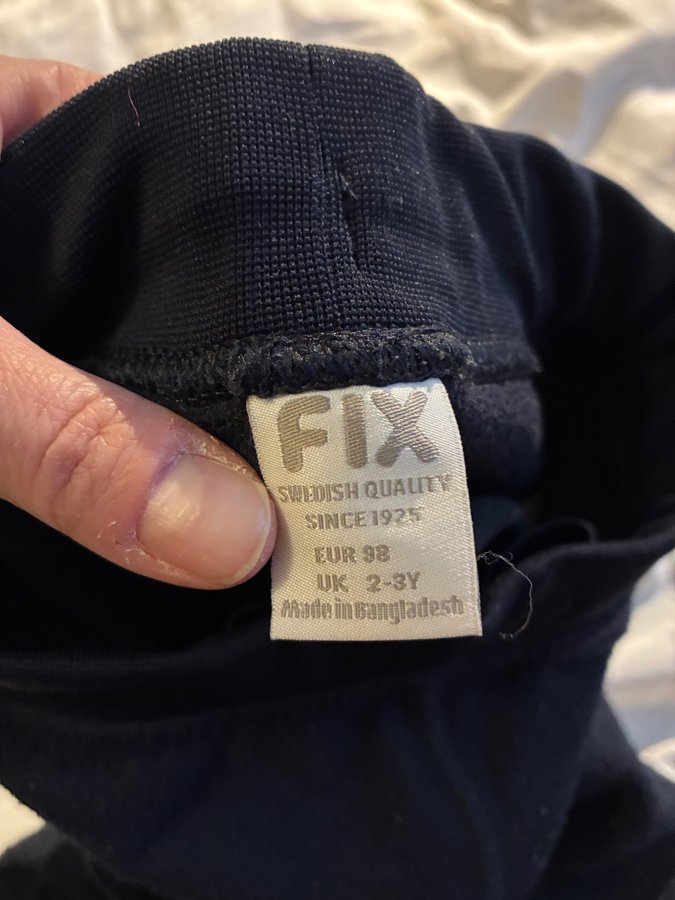 FIX
SWEDISH QUALITY
SINCE 1925
EUR 98
UK 2-3Y
Made in Bangladesh